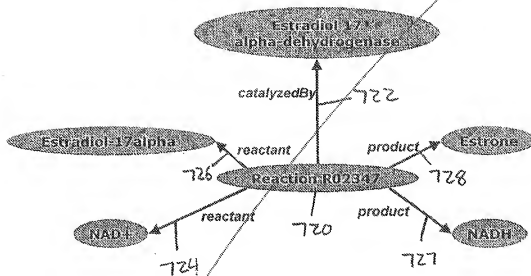 Estradiol 17
alpha-dehydrogenase
catalyzedBy
722
Estradiol-17alpha
reactant
product
Estrone
726
Reaction R02347
728
reactant
720
product
NAD+
724
727
NADH